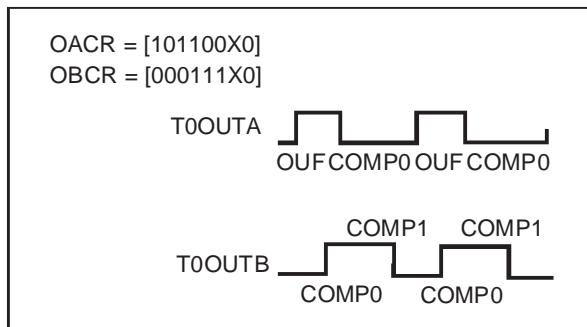 OACR = [101100X0]
OBCR = [000111X0]
T0OUTA
OUF COMP0 OUF COMP0
COMP1 COMP1
T0OUTB
COMP0 COMP0